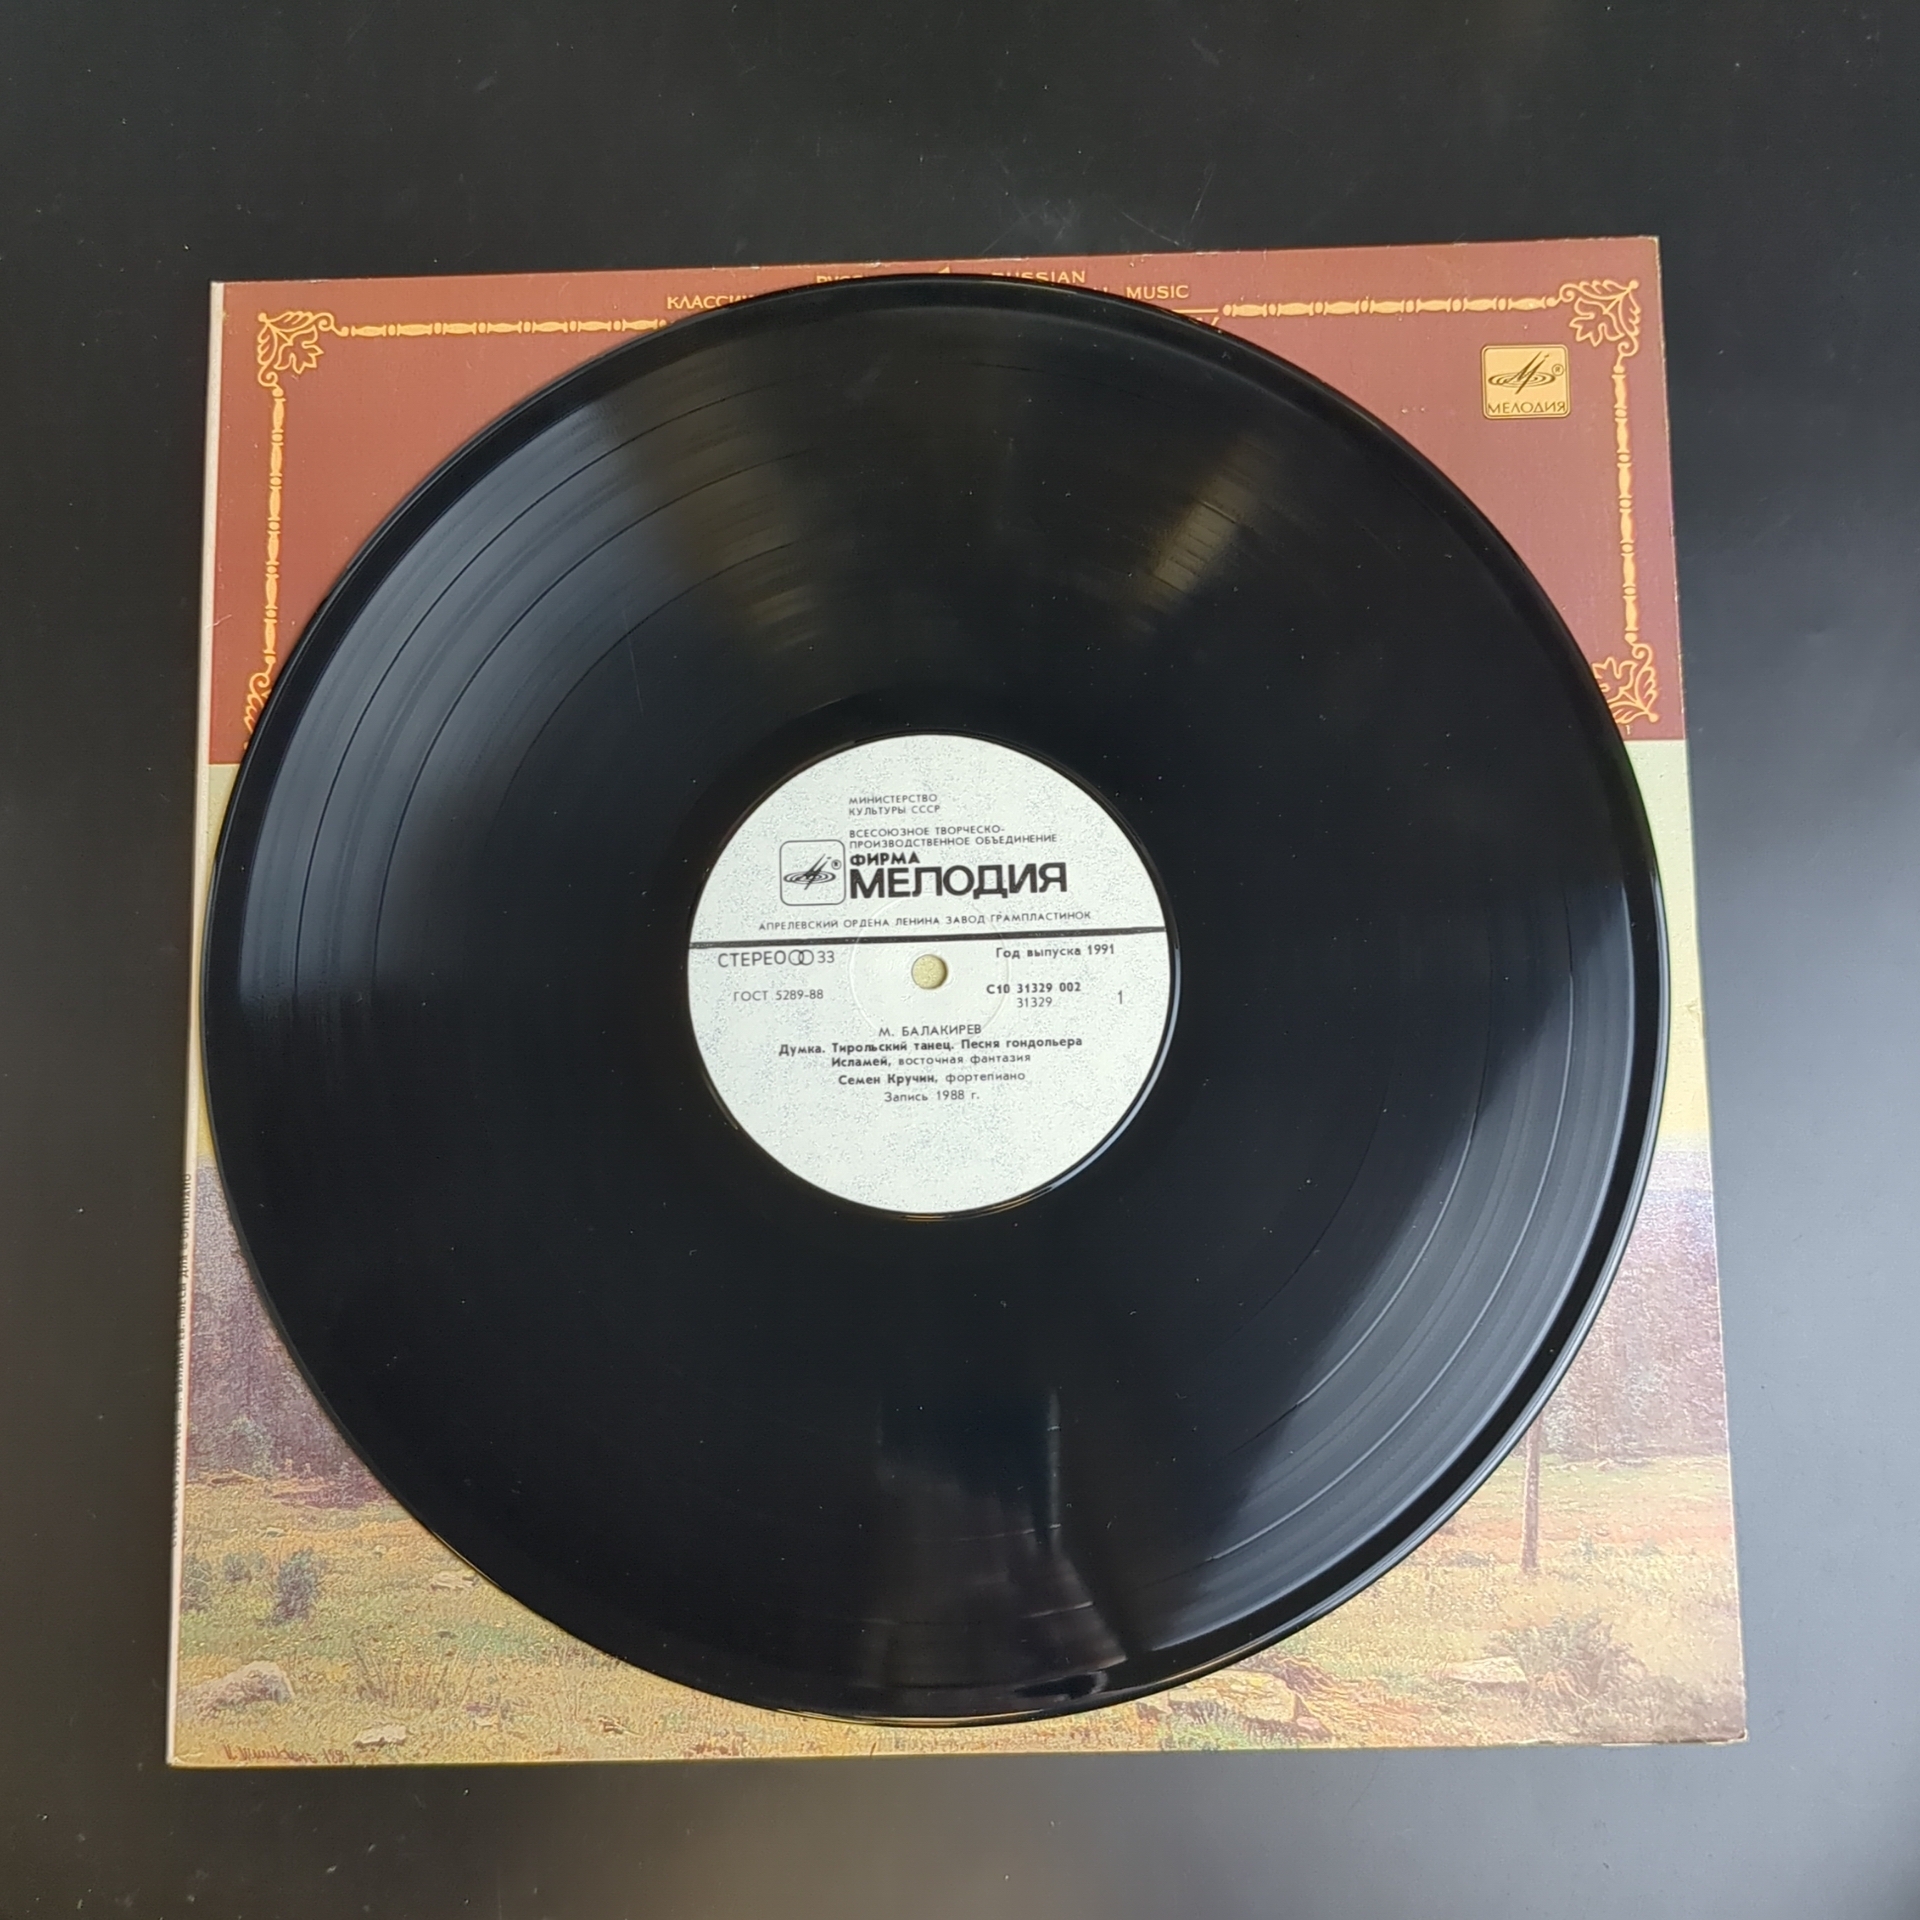 RUSSIAN
MUSIC
МЕЛОДИЯ
МИНИСТЕРСТВО
КУЛЬТУРЫ СССР
ВСЕСОЮЗНОЕ ТВОРЧЕСКО-
ПРОИЗВОДСТВЕННОЕ ОБЪЕДИНЕНИЕ
ФИРМА
МЕЛОДИЯ
АПРЕЛЕВСКИЙ ОРДЕНА ЛЕНИНА ЗАВОД ГРАМПЛАСТИНОК
СТЕРЕО 33
Год выпуска 1991
ГОСТ 5289-88
С10 31329 002
31329
1
М. БАЛАКИРЕВ
Думка. Тирольский танец. Песня гондольера
Исламей, восточная фантазия
Семен Кручин, фортепиано
Запись 1988 г.